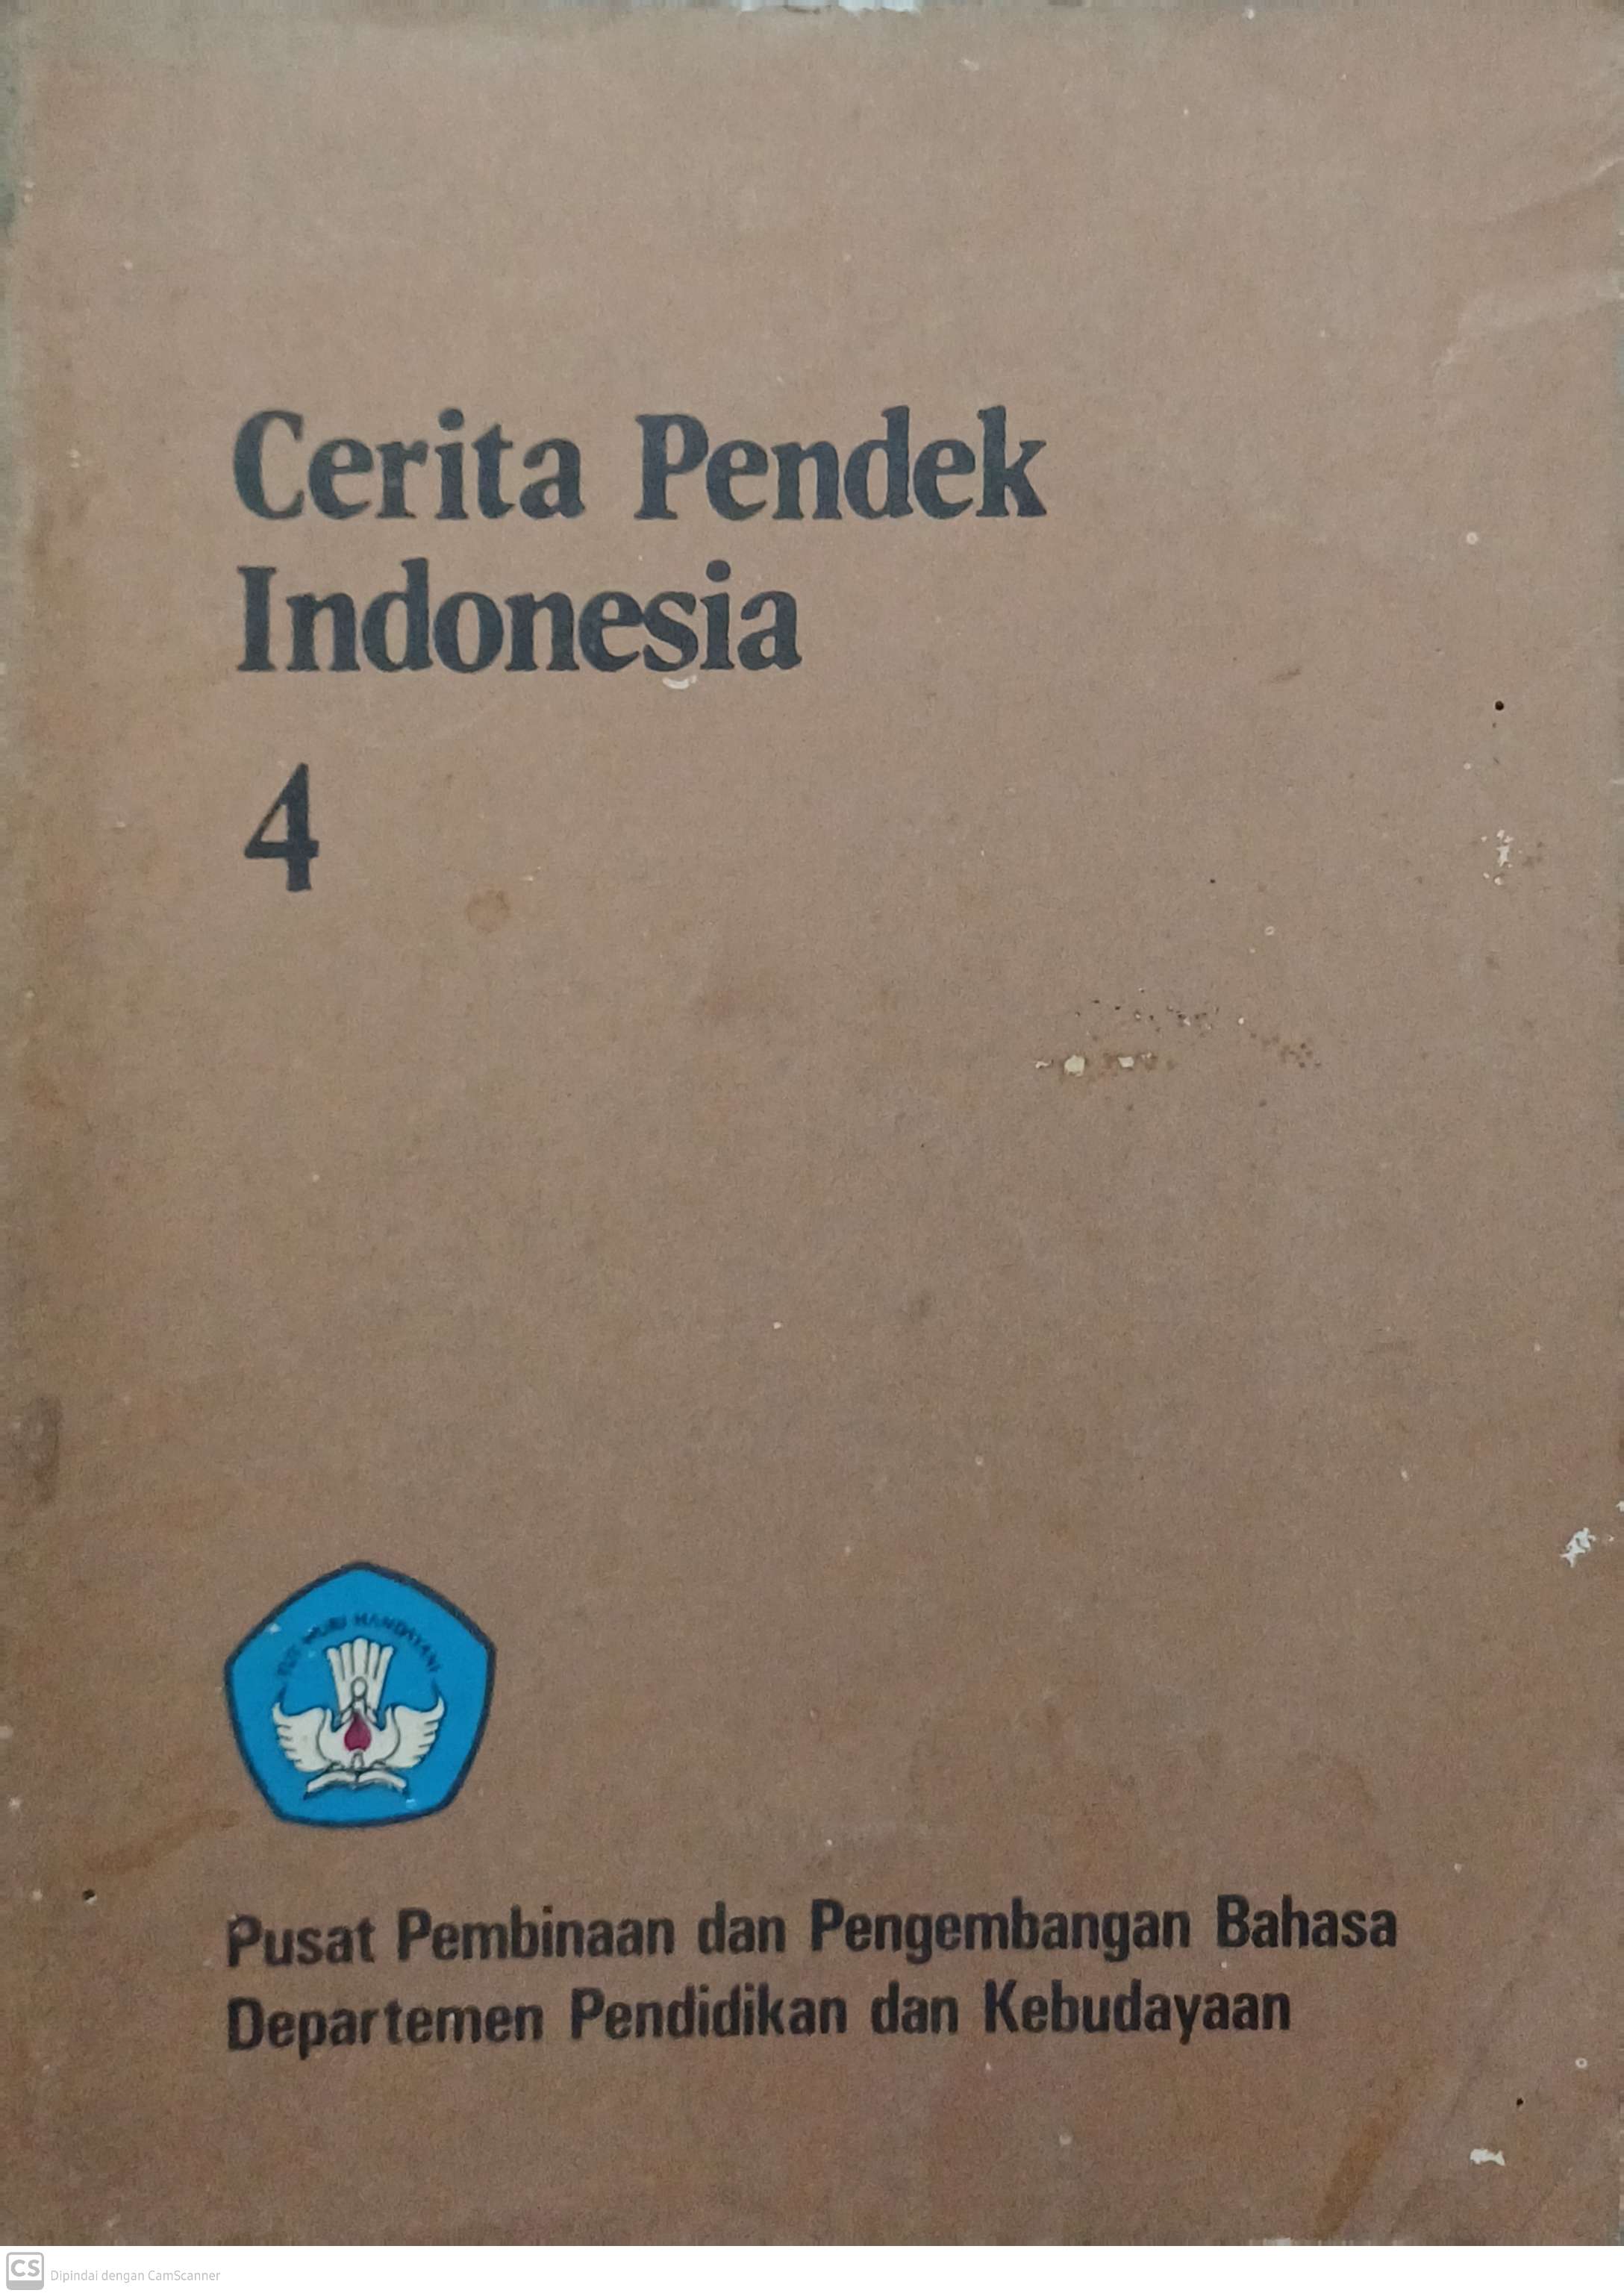 Cerita Pendek
Indonesia
4
TUT WURI HANDAYANI
Pusat Pembinaan dan Pengembangan Bahasa
Departemen Pendidikan dan Kebudayaan
CS Dipindai dengan CamScanner